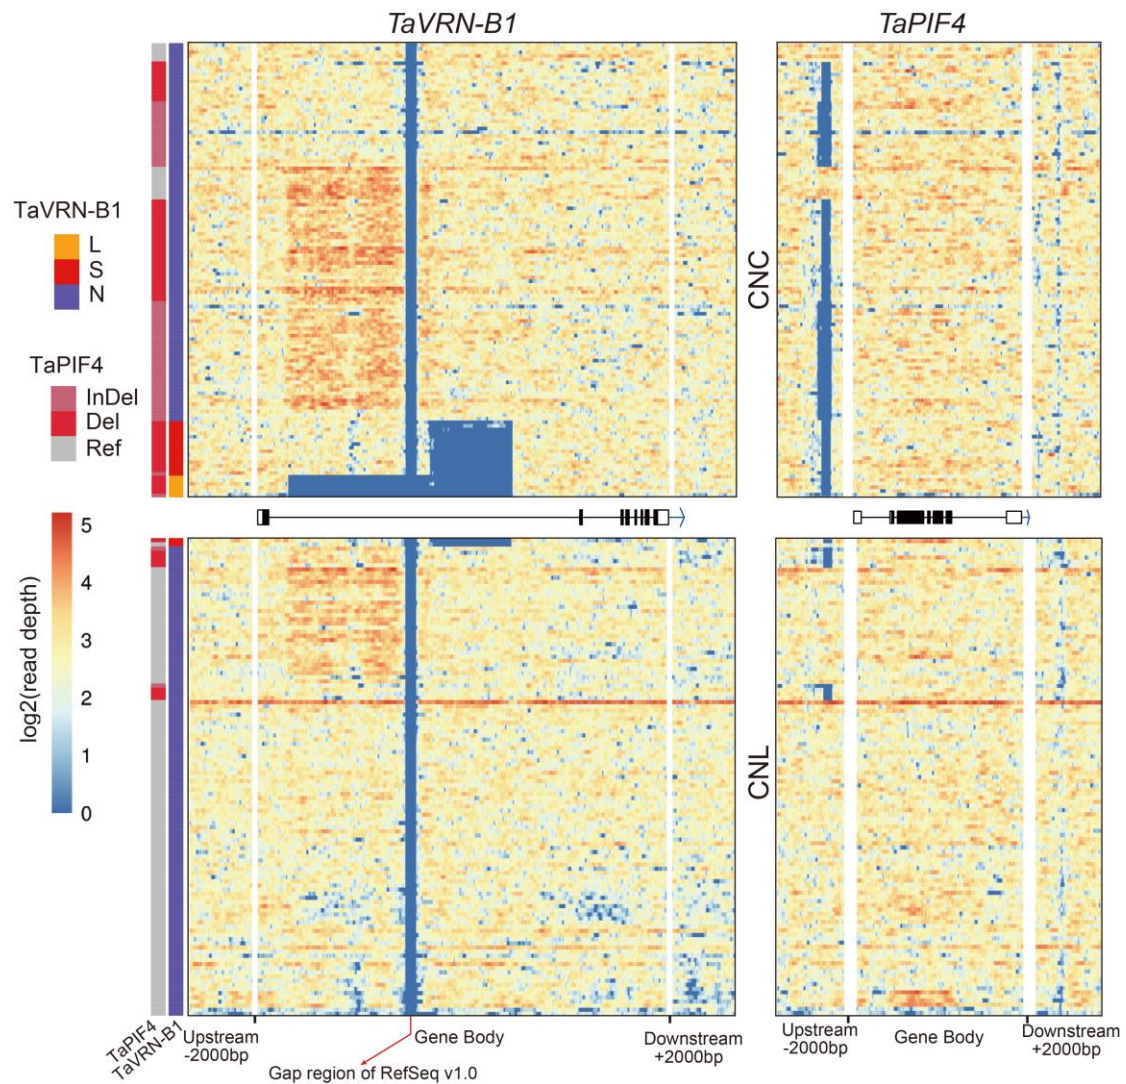 TaVRN-B1
TaPIF4
TaVRN-B1
L
S
N
TaPIF4
InDel
Del
Ref
CNC
log2(read depth)
5
4
3
2
1
0
CNL
TaPIF4
TaVRN-B1
Upstream
-2000bp
Gene Body
Downstream
+2000bp
Gap region of RefSeq v1.0
Upstream
-2000bp
Gene Body
Downstream
+2000bp